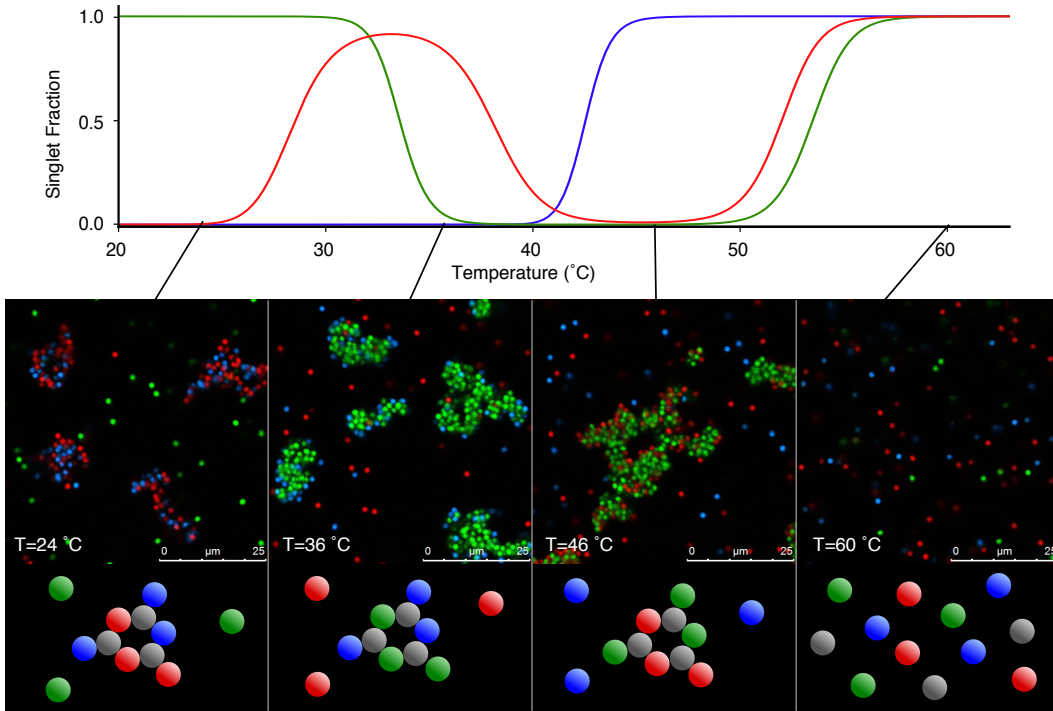 1.0
0.5
0.0
Singlet Fraction
20
30
40
50
60
Temperature (˚C)
T=24 ˚C
0 µm 25
T=36 ˚C
0 µm 25
T=46 ˚C
0 µm 25
T=60 ˚C
0 µm 25